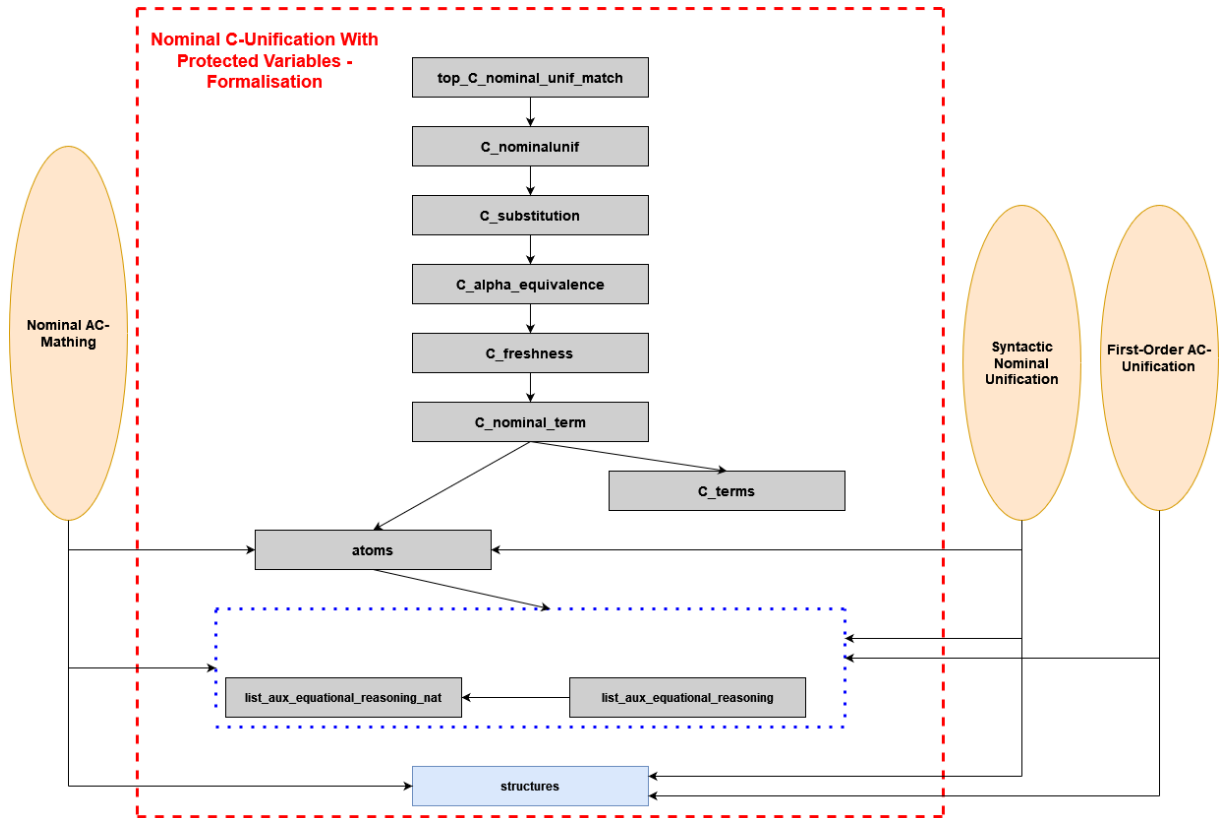 Nominal C-Unification With
Protected Variables -
Formalisation
top_C_nominal_unif_match
C_nominalunif
C_substitution
C_alpha_equivalence
C_freshness
C_nominal_term
C_terms
atoms
list_aux_equational_reasoning_nat
list_aux_equational_reasoning
structures
Nominal AC-
Mathing
Syntactic
Nominal
Unification
First-Order AC-
Unification